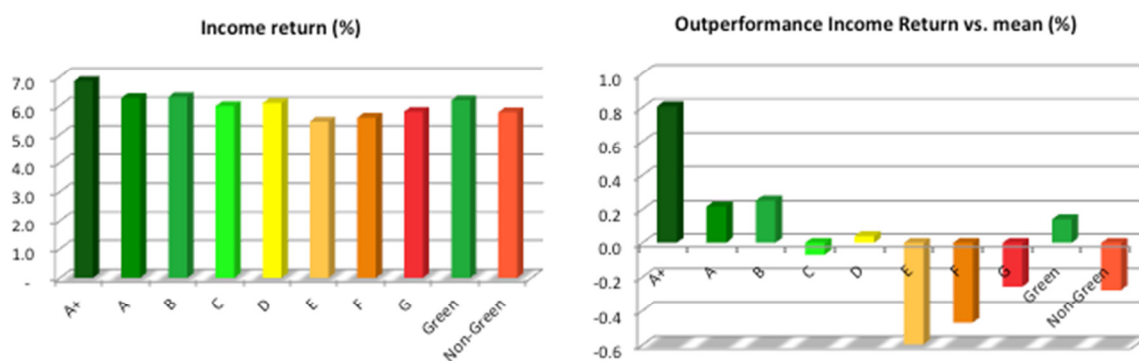 Income return (%)
7.0
6.0
5.0
4.0
3.0
2.0
1.0
-
A+
A
B
C
D
E
F
G
Green
Non-Green
Outperformance Income Return vs. mean (%)
1.0
0.8
0.6
0.4
0.2
0.0
-0.2
-0.4
-0.6
A+
A
B
C
D
E
F
G
Green
Non-Green